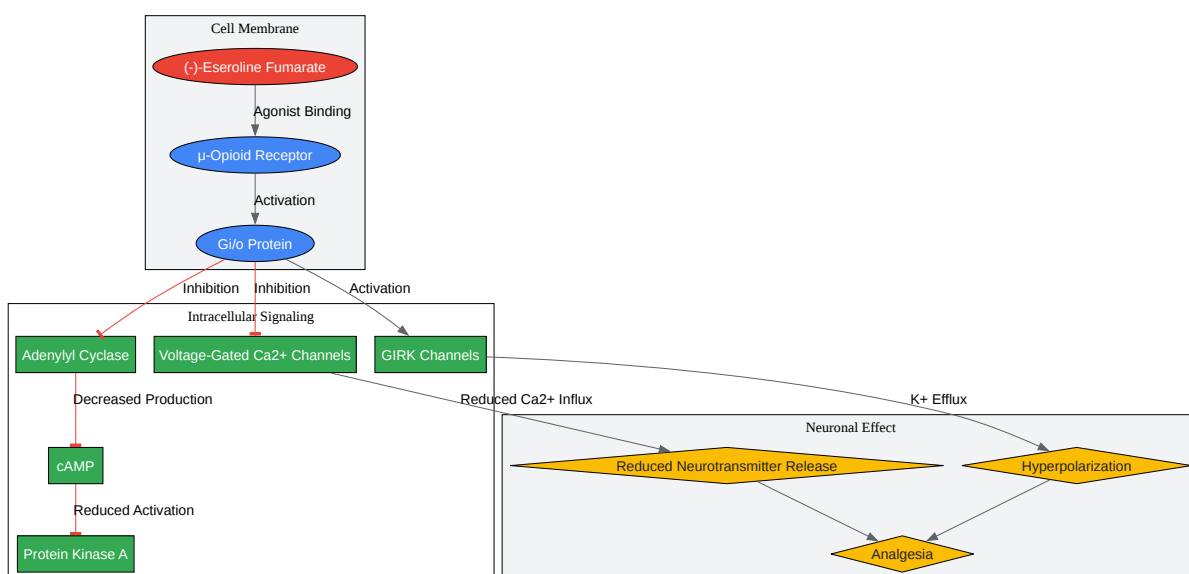 Cell Membrane
(-)-Eseroline Fumarate
Agonist Binding
μ-Opioid Receptor
Activation
Gi/o Protein
Inhibition
Inhibition
Activation
Intracellular Signaling
Adenylyl Cyclase
Voltage-Gated Ca2+ Channels
GIRK Channels
Decreased Production
Reduced Ca2+ Influx
K+ Efflux
Neuronal Effect
cAMP
Reduced Neurotransmitter Release
Hyperpolarization
Reduced Activation
Protein Kinase A
Analgesia